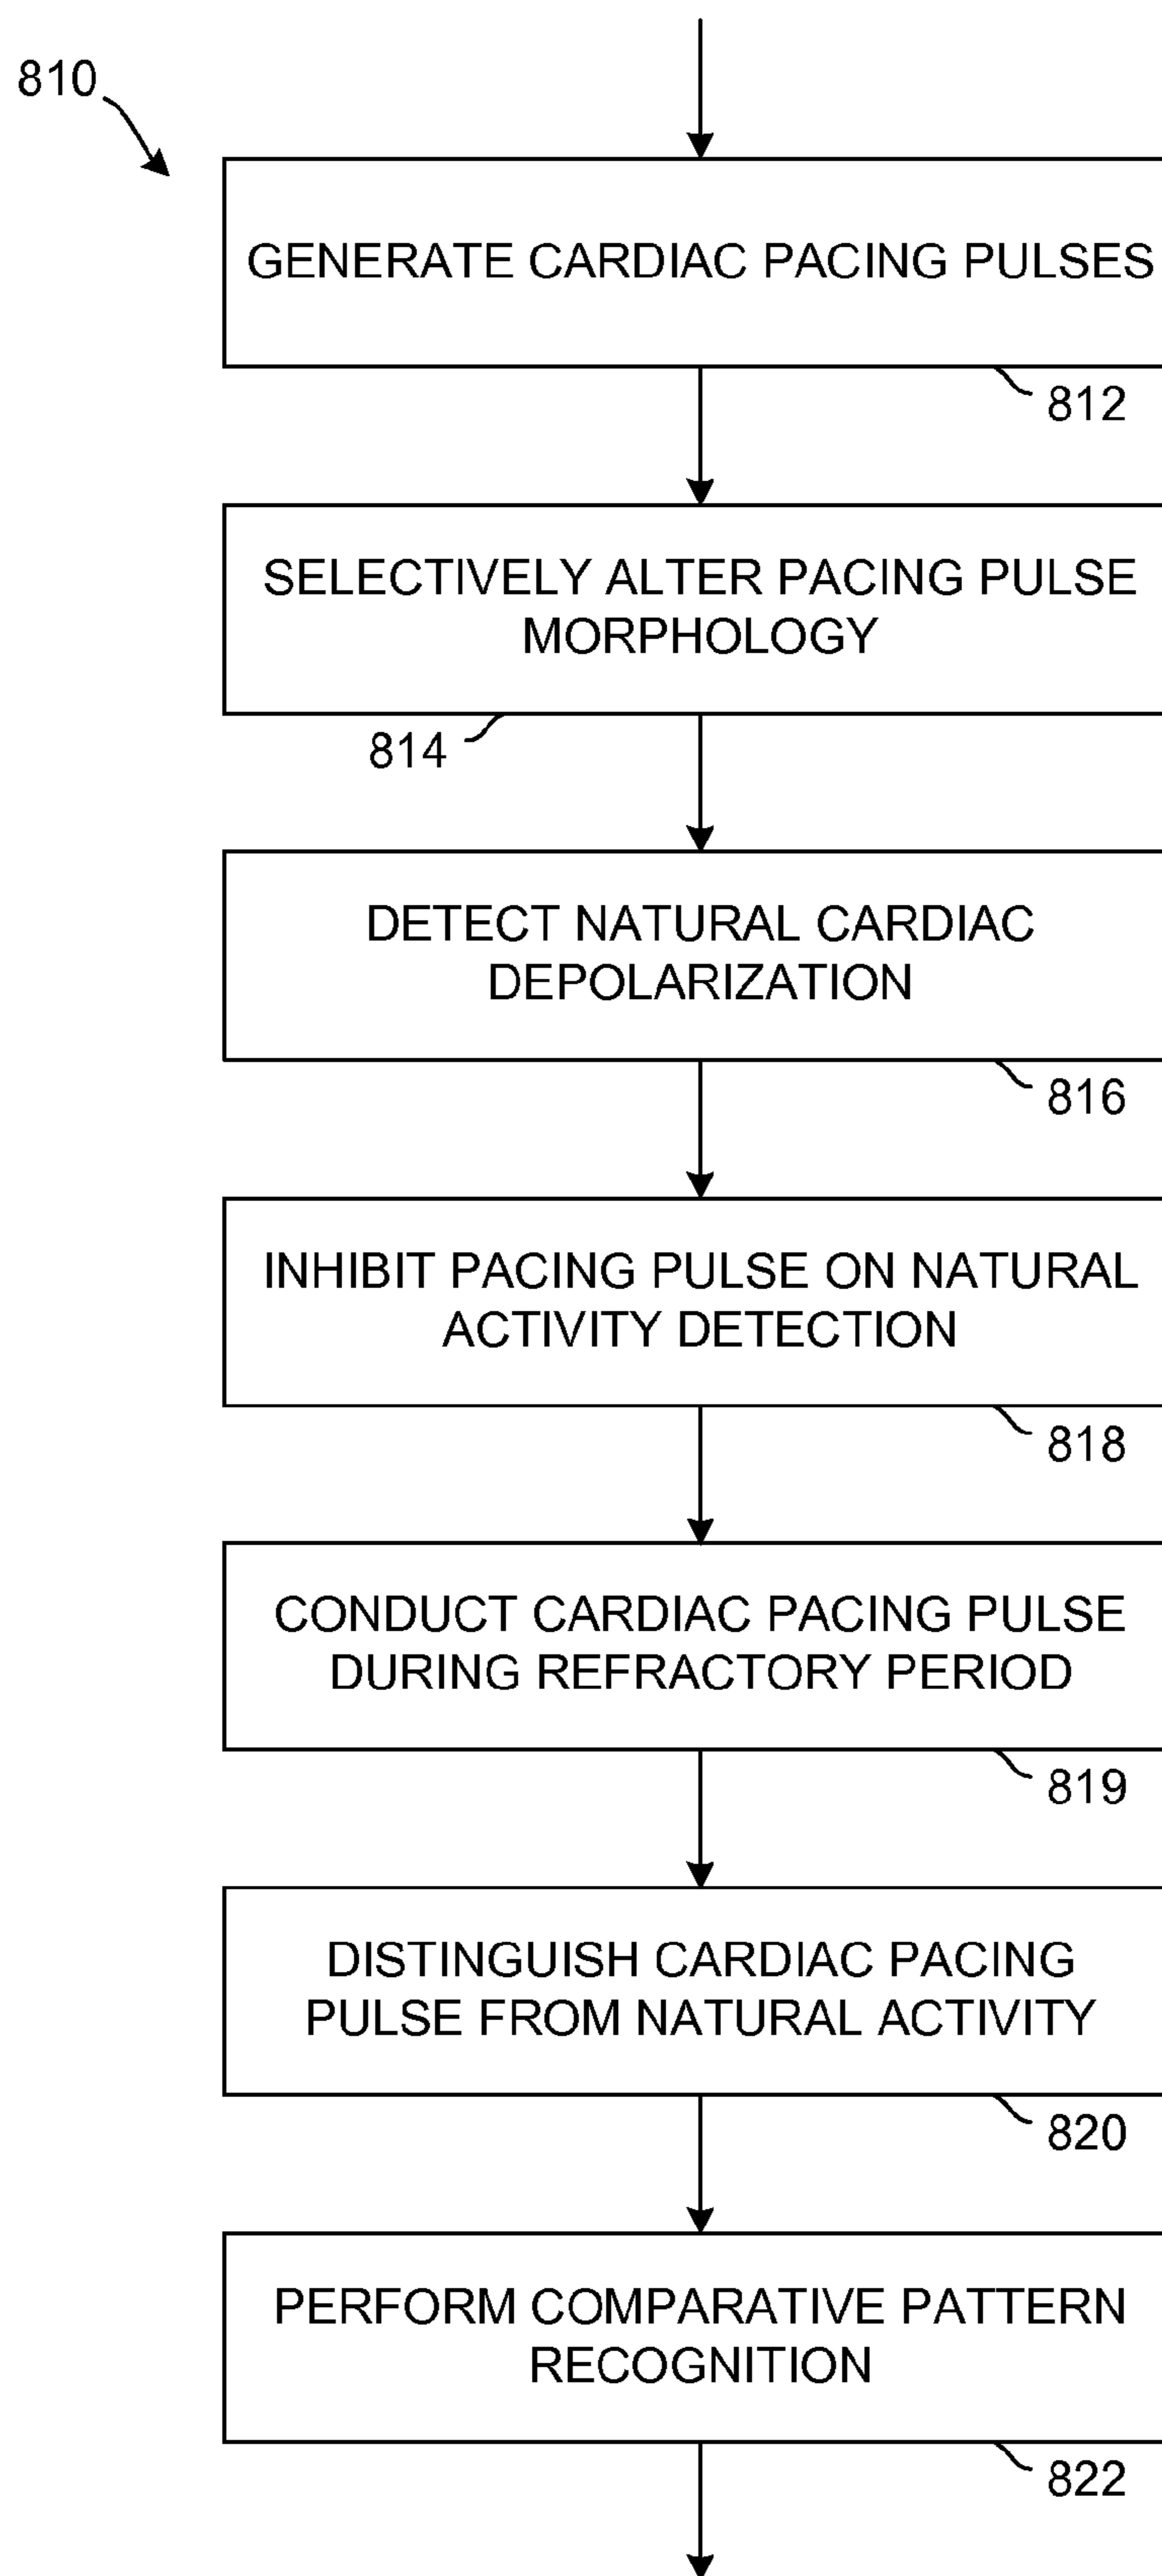 810
GENERATE CARDIAC PACING PULSES
812
SELECTIVELY ALTER PACING PULSE
MORPHOLOGY
814
DETECT NATURAL CARDIAC
DEPOLARIZATION
816
INHIBIT PACING PULSE ON NATURAL
ACTIVITY DETECTION
818
CONDUCT CARDIAC PACING PULSE
DURING REFRACTORY PERIOD
819
DISTINGUISH CARDIAC PACING
PULSE FROM NATURAL ACTIVITY
820
PERFORM COMPARATIVE PATTERN
RECOGNITION
822